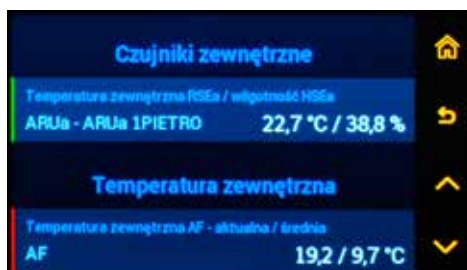 Czujniki zewnętrzne
Temperatura zewnętrzna RSEa / wilgotność HSEa
ARUa - ARUa 1PIETRO 22,7 °C / 38,8 %
Temperatura zewnętrzna
Temperatura zewnętrzna AF - aktualna / średnia
AF 19,2 / 9,7 °C